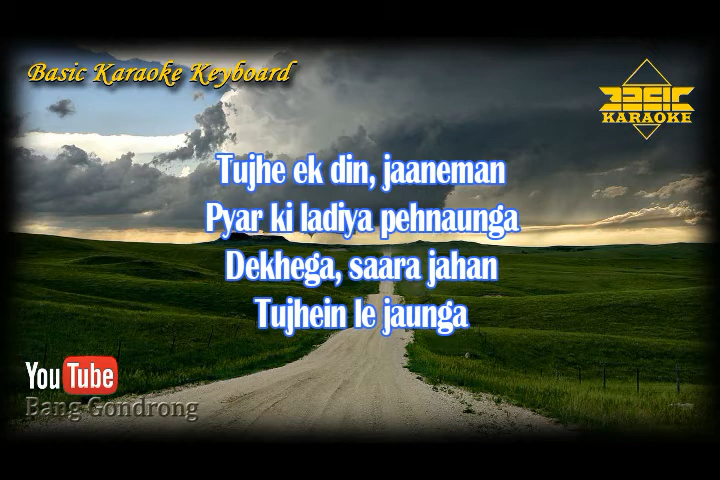 Basic Karaoke Keyboard
BASIC
KARAOKE
Tujhe ek din, jaaneman
Pyar ki ladiya pehnaunga
Dekhega, saara jahan
Tujhein le jaunga
YouTube
Bang Gondrong